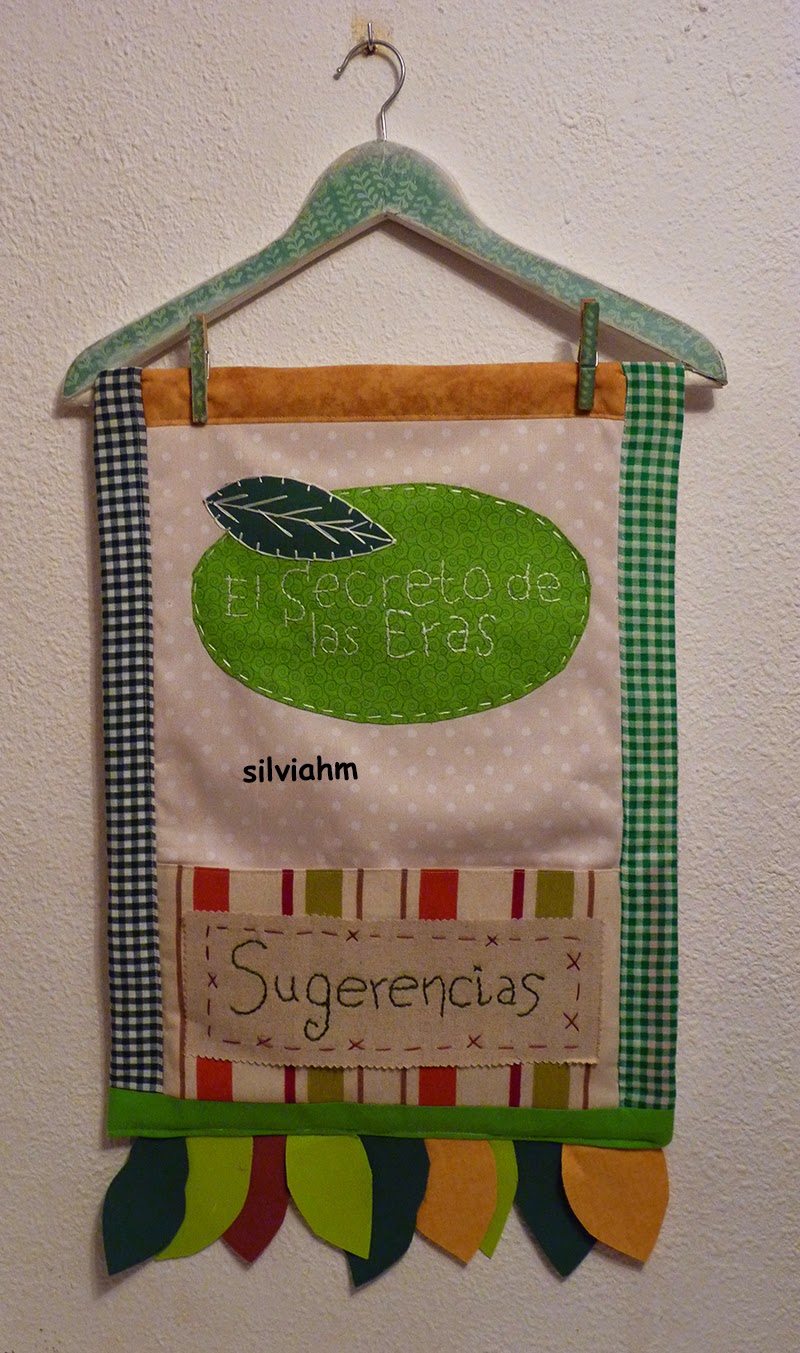 El Secreto de
las Eras
silviahm
Sugerencias